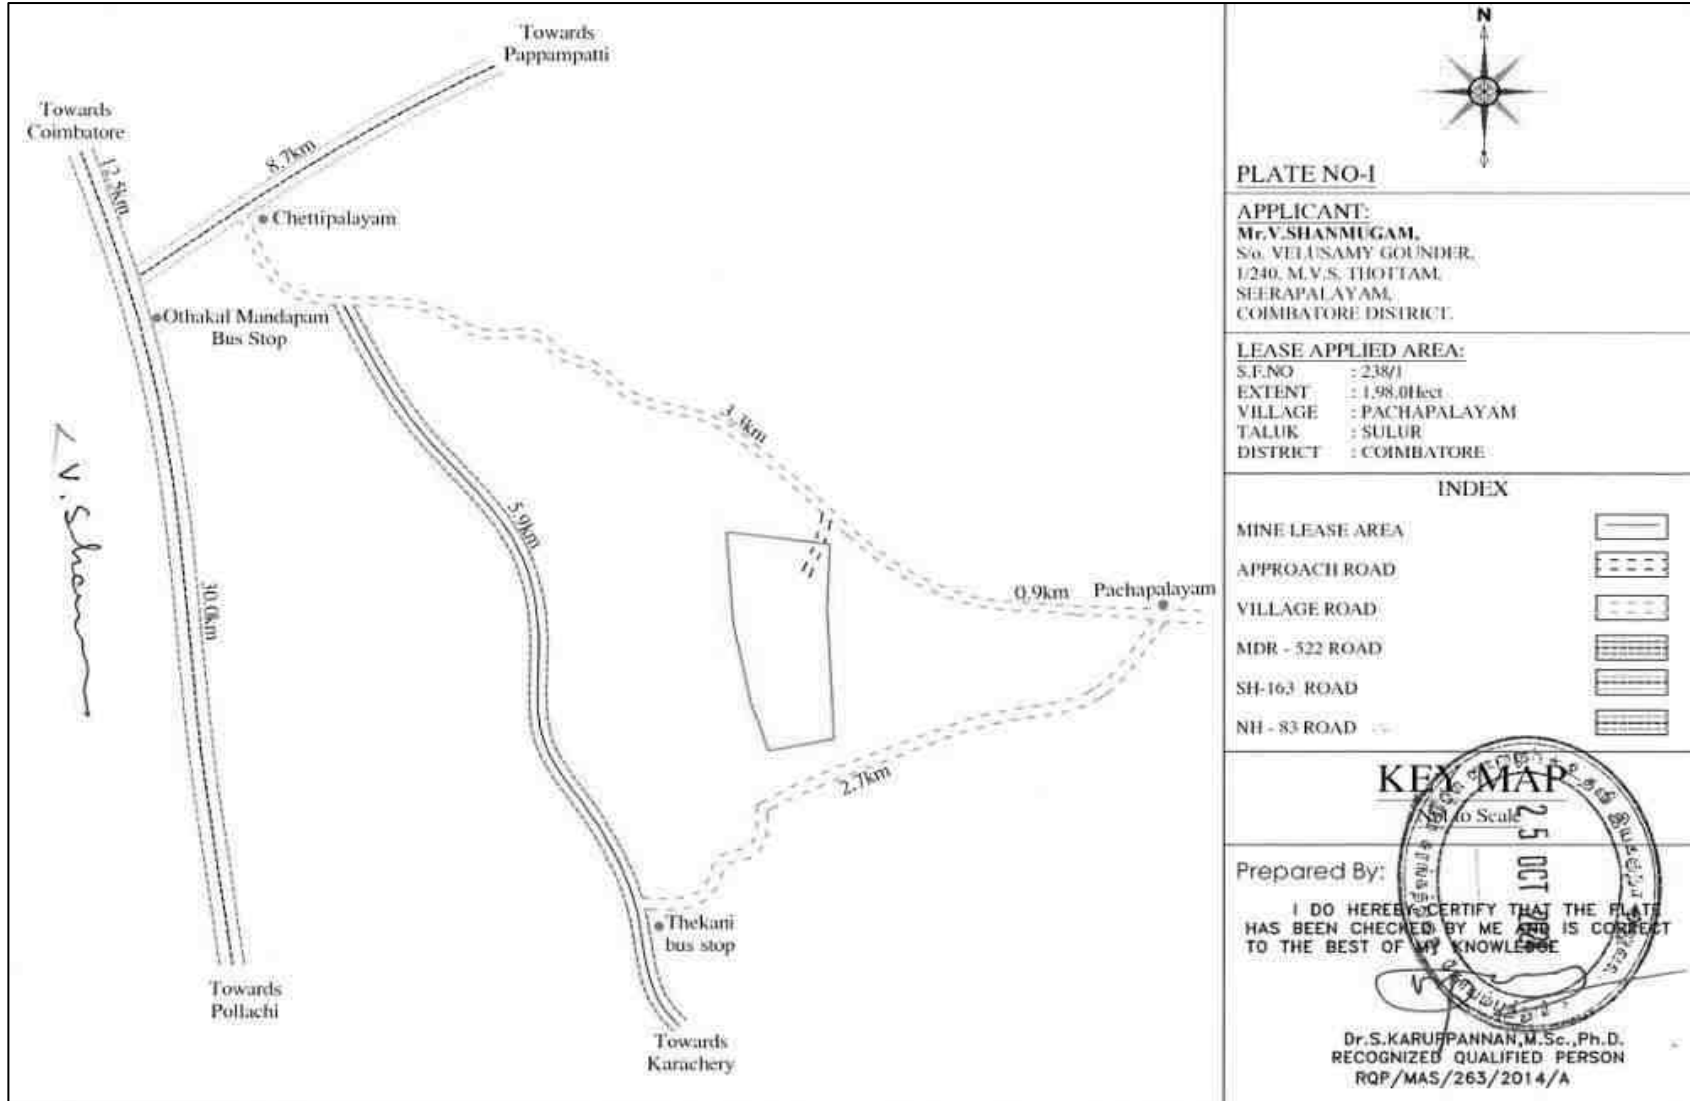 Towards
Pappampatti
Towards
Coimbatore
12.5km
8.7km
Chettipalayam
Othakal Mandapam
Bus Stop
3.3km
5.9km
V. Sham
30.0km
0.9km
Pachapalayam
2.7km
Thekani
bus stop
Towards
Pollachi
Towards
Karachery
N
PLATE NO-I
APPLICANT:
Mr.V.SHANMUGAM,
S/o. VELUSAMY GOUNDER,
1/240, M.V.S. THOTTAM,
SEERAPALAYAM,
COIMBATORE DISTRICT.
LEASE APPLIED AREA:
S.F.NO : 238/1
EXTENT : 1.98.0Hect
VILLAGE : PACHAPALAYAM
TALUK : SULUR
DISTRICT : COIMBATORE
INDEX
MINE LEASE AREA
APPROACH ROAD
VILLAGE ROAD
MDR - 522 ROAD
SH-163 ROAD
NH - 83 ROAD
KEY MAP
Not to Scale
25 OCT
Prepared By:
I DO HEREBY CERTIFY THAT THE PLATE
HAS BEEN CHECKED BY ME AND IS CORRECT
TO THE BEST OF MY KNOWLEDGE
Dr.S.KARUPPANNAN,M.Sc.,Ph.D.
RECOGNIZED QUALIFIED PERSON
RQP/MAS/263/2014/A